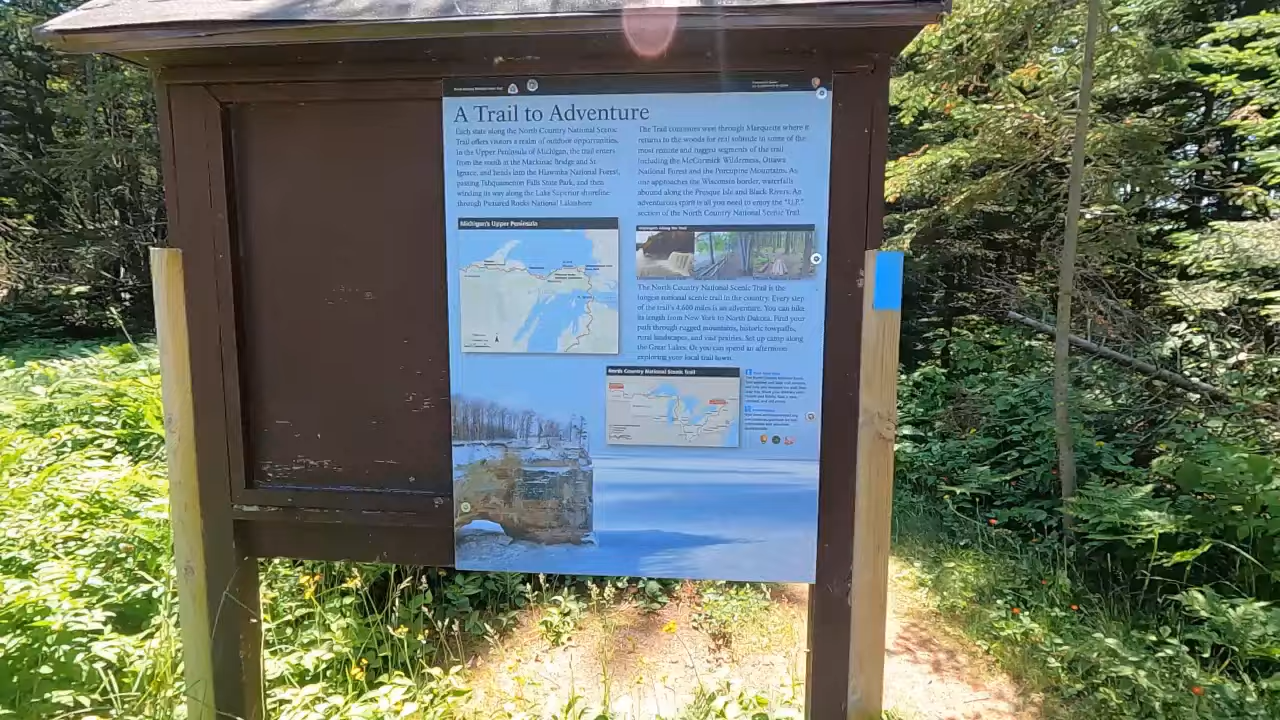 A Trail to Adventure
Each state along the North Country National Scenic
Trail offers visitors a realm of outdoor opportunities.
In the Upper Peninsula of Michigan, the trail enters
from the south at the Mackinac Bridge and St.
Ignace, and heads into the Hiawatha National Forest,
passing Tahquamenon Falls State Park, and then
winding its way along the Lake Superior shoreline
through Pictured Rocks National Lakeshore.
The Trail continues west through Marquette where it
returns to the woods for real solitude in some of the
most remote and rugged segments of the trail
including the McCormick Wilderness, Ottawa
National Forest and the Porcupine Mountains. As
one approaches the Wisconsin border, waterfalls
abound along the Presque Isle and Black Rivers. An
adventurous spirit is all you need to enjoy the "U.P."
section of the North Country National Scenic Trail.
Michigan's Upper Peninsula
The North Country National Scenic Trail is the
longest national scenic trail in the country. Every step
of the trail's 4,600 miles is an adventure. You can hike
its length from New York to North Dakota. Find your
path through rugged mountains, historic towpaths,
rural landscapes, and vast prairies. Set up camp along
the Great Lakes. Or you can spend an afternoon
exploring your local trail town.
North Country National Scenic Trail